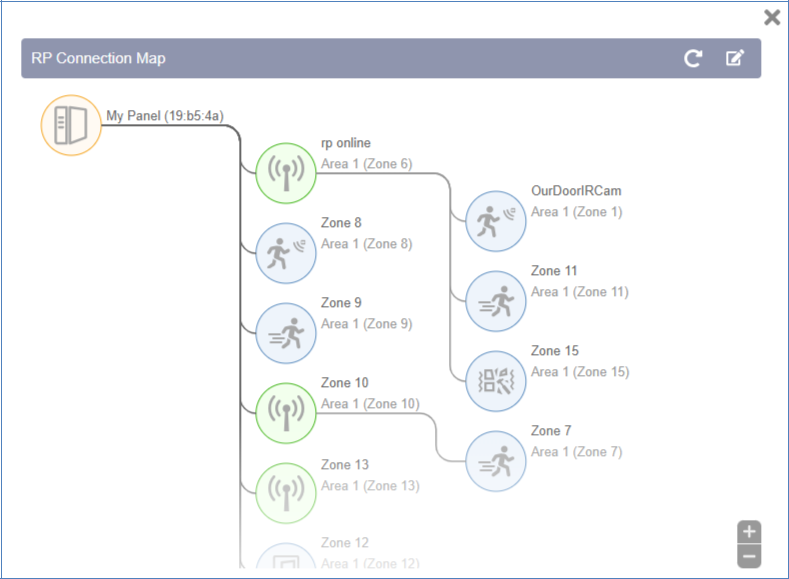 RP Connection Map
My Panel (19:b5:4a)
rp online
Area 1 (Zone 6)
OurDoorIRCam
Area 1 (Zone 1)
Zone 8
Area 1 (Zone 8)
Zone 11
Area 1 (Zone 11)
Zone 9
Area 1 (Zone 9)
Zone 15
Area 1 (Zone 15)
Zone 10
Area 1 (Zone 10)
Zone 7
Area 1 (Zone 7)
Zone 13
Area 1 (Zone 13)
Zone 12
Area 1 (Zone 12)